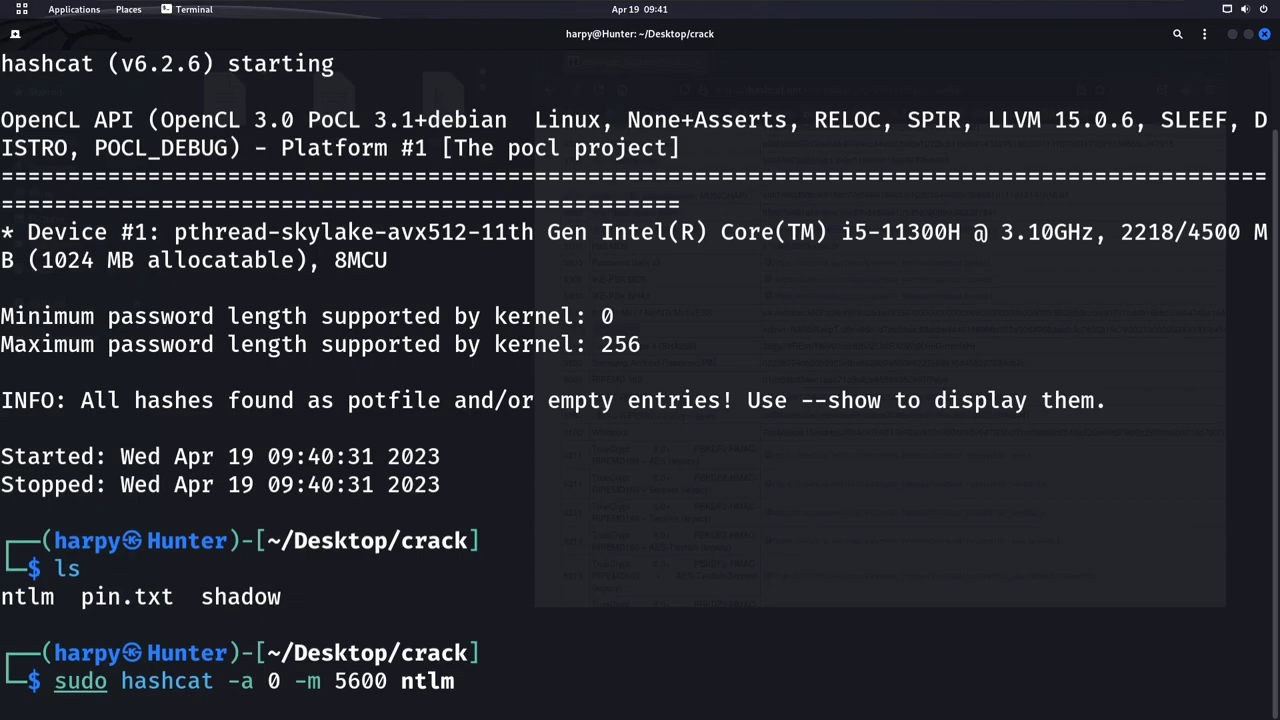 Applications Places Terminal Apr 19 09:41
harpy@Hunter: ~/Desktop/crack
hashcat (v6.2.6) starting
OpenCL API (OpenCL 3.0 PoCL 3.1+debian  Linux, None+Asserts, RELOC, SPIR, LLVM 15.0.6, SLEEF, D
ISTRO, POCL_DEBUG) - Platform #1 [The pocl project]
===============================================================================================
===================================================
* Device #1: pthread-skylake-avx512-11th Gen Intel(R) Core(TM) i5-11300H @ 3.10GHz, 2218/4500 M
B (1024 MB allocatable), 8MCU
Minimum password length supported by kernel: 0
Maximum password length supported by kernel: 256
INFO: All hashes found as potfile and/or empty entries! Use --show to display them.
Started: Wed Apr 19 09:40:31 2023
Stopped: Wed Apr 19 09:40:31 2023
┌──(harpy㉿Hunter)-[~/Desktop/crack]
└─$ ls
ntlm  pin.txt  shadow
┌──(harpy㉿Hunter)-[~/Desktop/crack]
└─$ sudo hashcat -a 0 -m 5600 ntlm